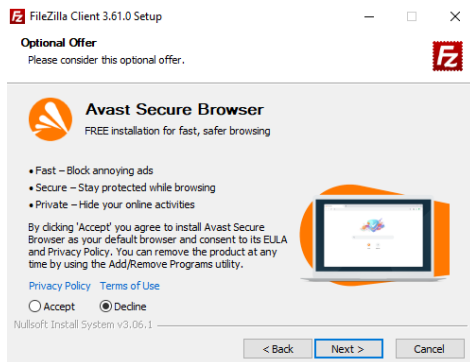 FileZilla Client 3.61.0 Setup
Optional Offer
Please consider this optional offer.
Fz
Avast Secure Browser
FREE installation for fast, safer browsing
• Fast – Block annoying ads
• Secure – Stay protected while browsing
• Private – Hide your online activities
By clicking 'Accept' you agree to install Avast Secure
Browser as your default browser and consent to its EULA
and Privacy Policy. You can remove the product at any
time by using the Add/Remove Programs utility.
Privacy Policy Terms of Use
Accept Decline
Nullsoft Install System v3.06.1
< Back Next > Cancel